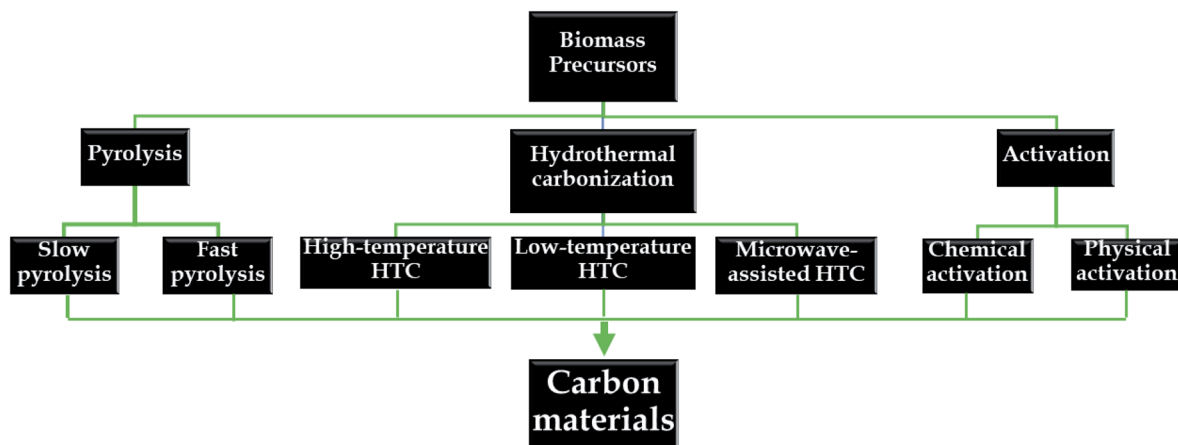 Biomass
Precursors
Pyrolysis
Hydrothermal
carbonization
Activation
Slow
pyrolysis
Fast
pyrolysis
High-temperature
HTC
Low-temperature
HTC
Microwave-
assisted HTC
Chemical
activation
Physical
activation
Carbon
materials